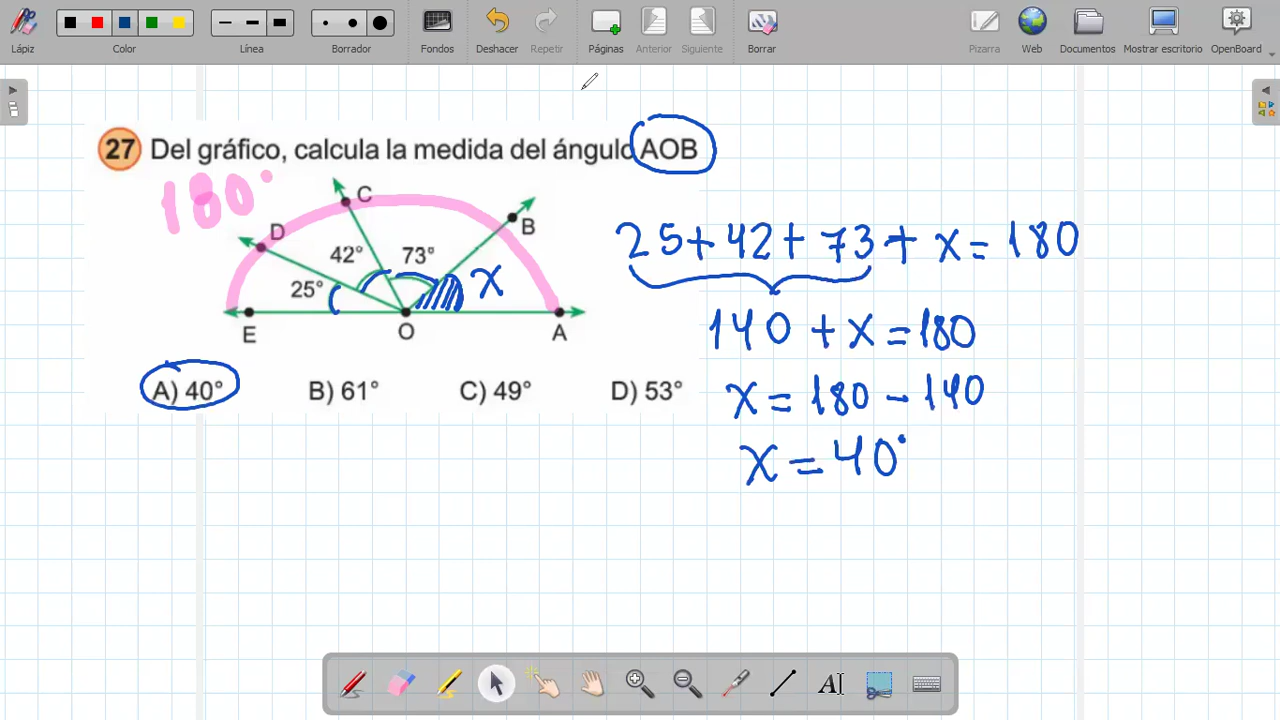 Lápiz Color Línea Borrador Fondos Deshacer Repetir Páginas Anterior Siguiente Borrar Pizarra Web Documentos Mostrar escritorio OpenBoard
27 Del gráfico, calcula la medida del ángulo AOB
180°
C
D
B
42° 73°
25°
x
E O A
A) 40° B) 61° C) 49° D) 53°
25+42+73+x=180
140+x=180
x=180-140
x=40°